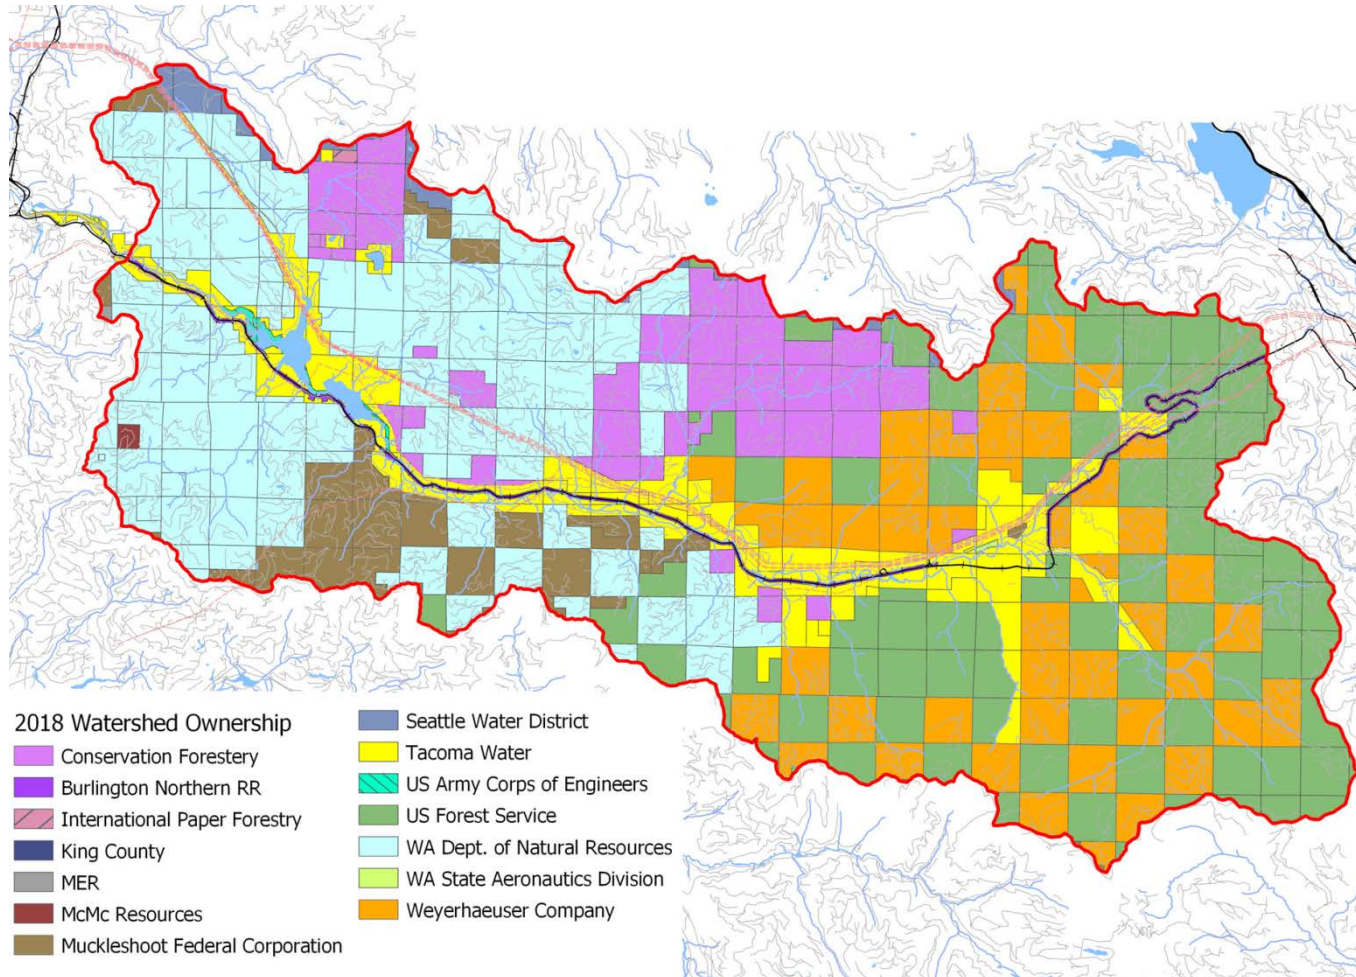 2018 Watershed Ownership
Conservation Forestery
Burlington Northern RR
International Paper Forestry
King County
MER
McMc Resources
Muckleshoot Federal Corporation
Seattle Water District
Tacoma Water
US Army Corps of Engineers
US Forest Service
WA Dept. of Natural Resources
WA State Aeronautics Division
Weyerhaeuser Company